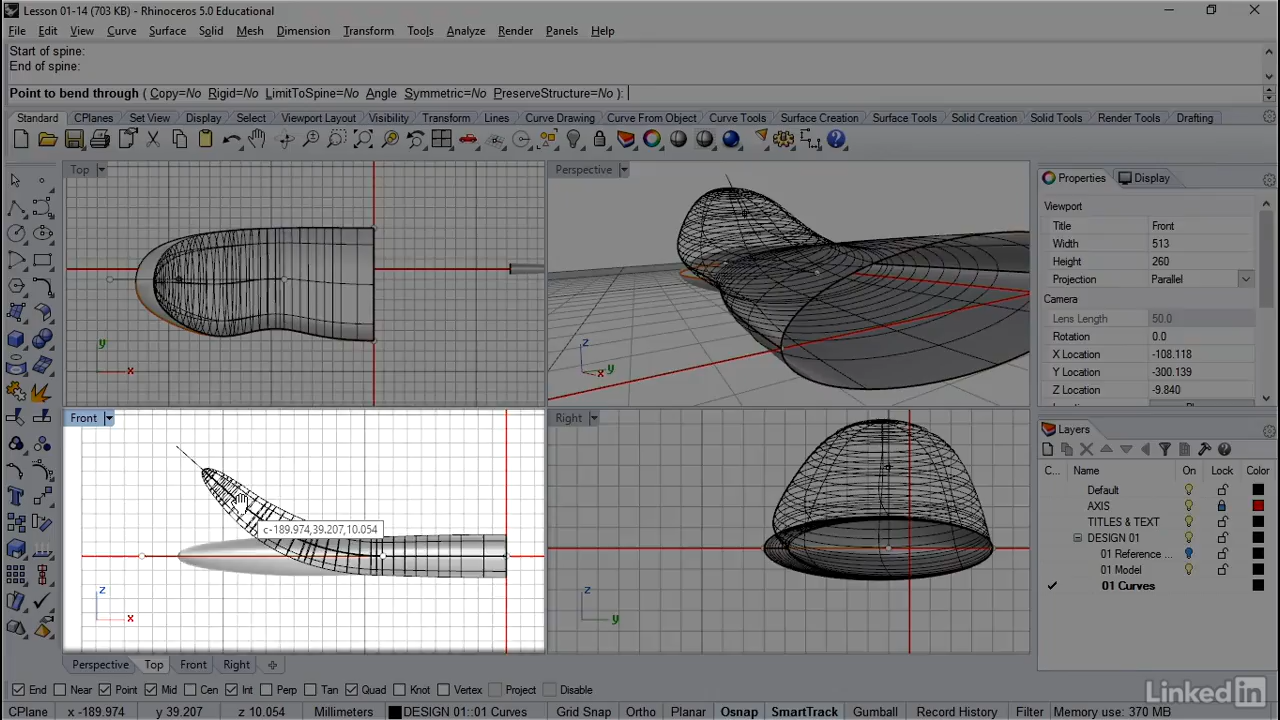 Lesson 01-14 (703 KB) - Rhinoceros 5.0 Educational
File Edit View Curve Surface Solid Mesh Dimension Transform Tools Analyze Render Panels Help
Start of spine:
End of spine:
Point to bend through ( Copy=No Rigid=No LimitToSpine=No Angle Symmetric=No PreserveStructure=No ):
Standard CPlanes Set View Display Select Viewport Layout Visibility Transform Lines Curve Drawing Curve From Object Curve Tools Surface Creation Surface Tools Solid Creation Solid Tools Render Tools Drafting
Top
y
x
Perspective
z
y
x
Front
c-189.974,39.207,10.054
z
x
Right
z
y
Properties Display
Viewport
Title Front
Width 513
Height 260
Projection Parallel
Camera
Lens Length 50.0
Rotation 0.0
X Location -108.118
Y Location -300.139
Z Location -9.840
Layers
C... Name On Lock Color
Default
AXIS
TITLES & TEXT
DESIGN 01
01 Reference ...
01 Model
01 Curves
Perspective Top Front Right
End Near Point Mid Cen Int Perp Tan Quad Knot Vertex Project Disable
LinkedIn
CPlane x -189.974 y 39.207 z 10.054 Millimeters DESIGN 01::01 Curves Grid Snap Ortho Planar Osnap SmartTrack Gumball Record History Filter Memory use: 370 MB